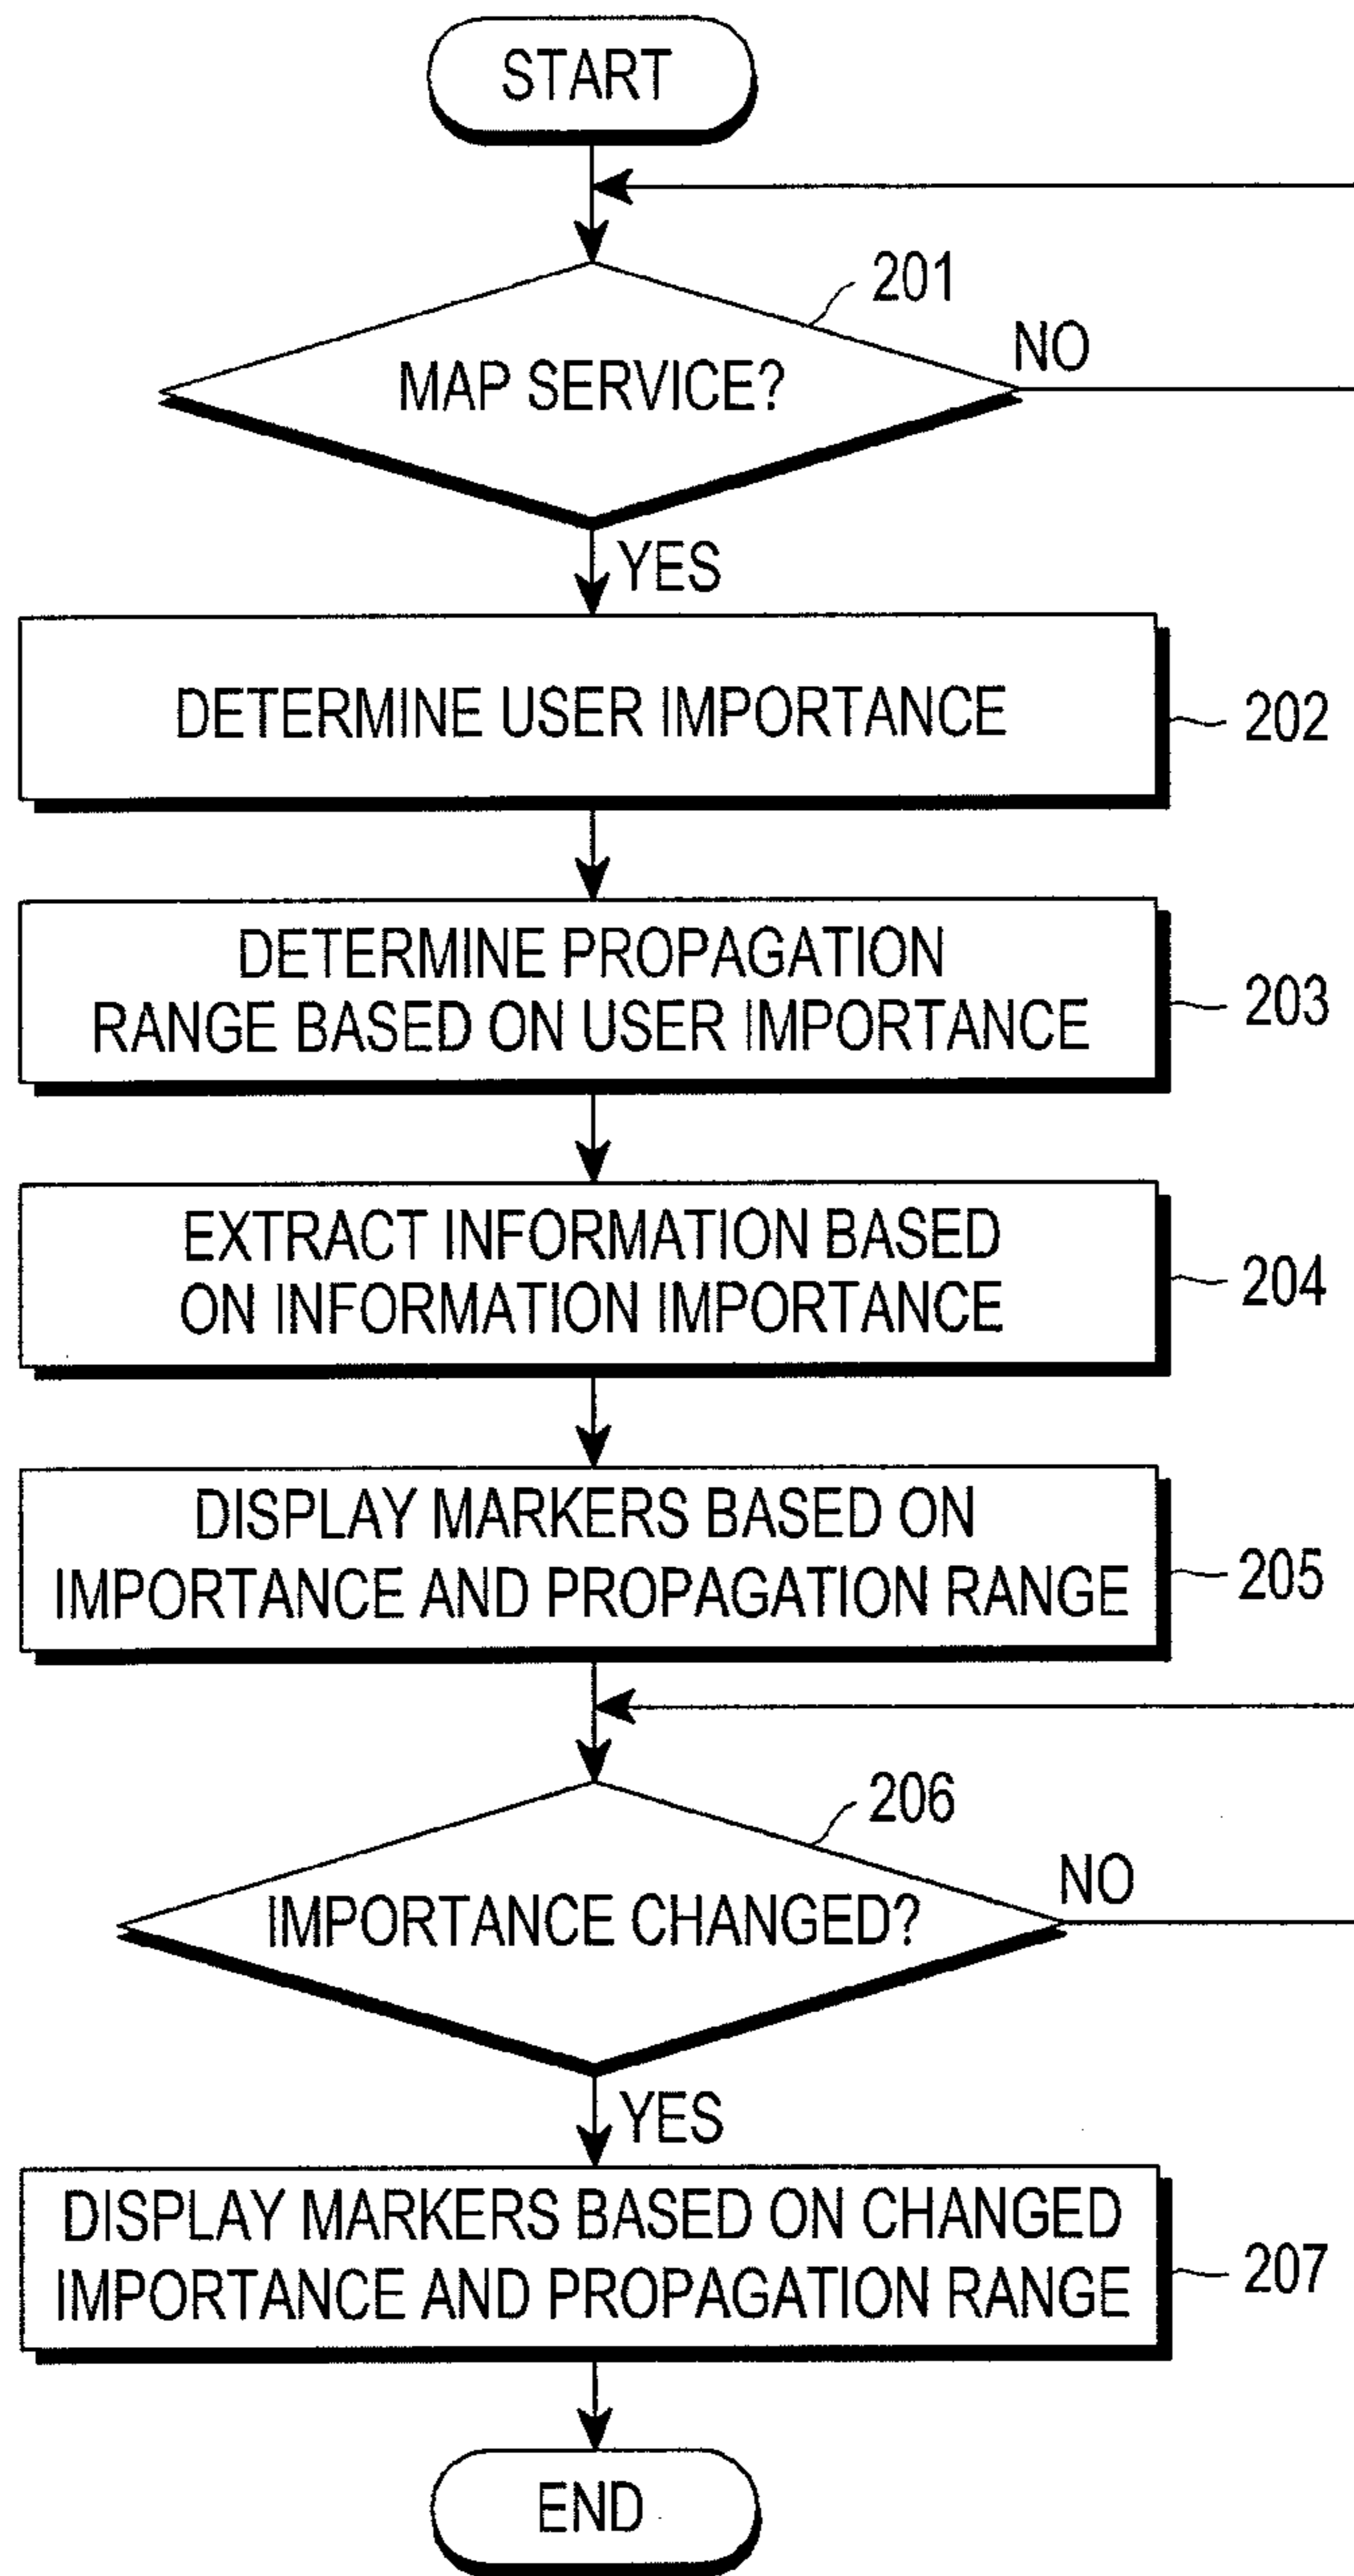 START
201
MAP SERVICE?
NO
YES
DETERMINE USER IMPORTANCE
202
DETERMINE PROPAGATION
RANGE BASED ON USER IMPORTANCE
203
EXTRACT INFORMATION BASED
ON INFORMATION IMPORTANCE
204
DISPLAY MARKERS BASED ON
IMPORTANCE AND PROPAGATION RANGE
205
206
IMPORTANCE CHANGED?
NO
YES
DISPLAY MARKERS BASED ON CHANGED
IMPORTANCE AND PROPAGATION RANGE
207
END